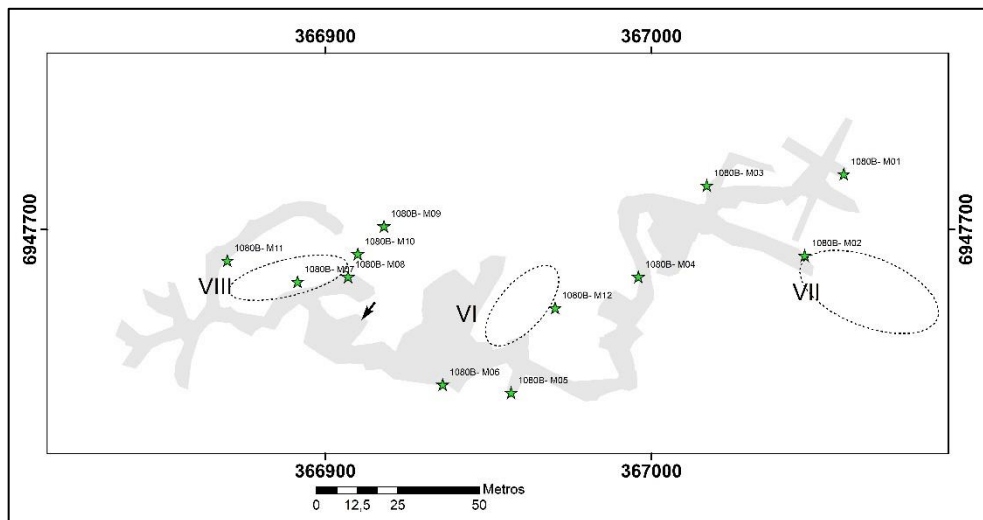 366900
367000
1080B- M01
1080B- M03
6947700
6947700
1080B- M09
1080B- M10
1080B- M02
1080B- M11
1080B- M08
1080B- M07
1080B- M04
VIII
VII
VI
1080B- M12
1080B- M06
1080B- M05
366900
367000
Metros
0
12,5
25
50